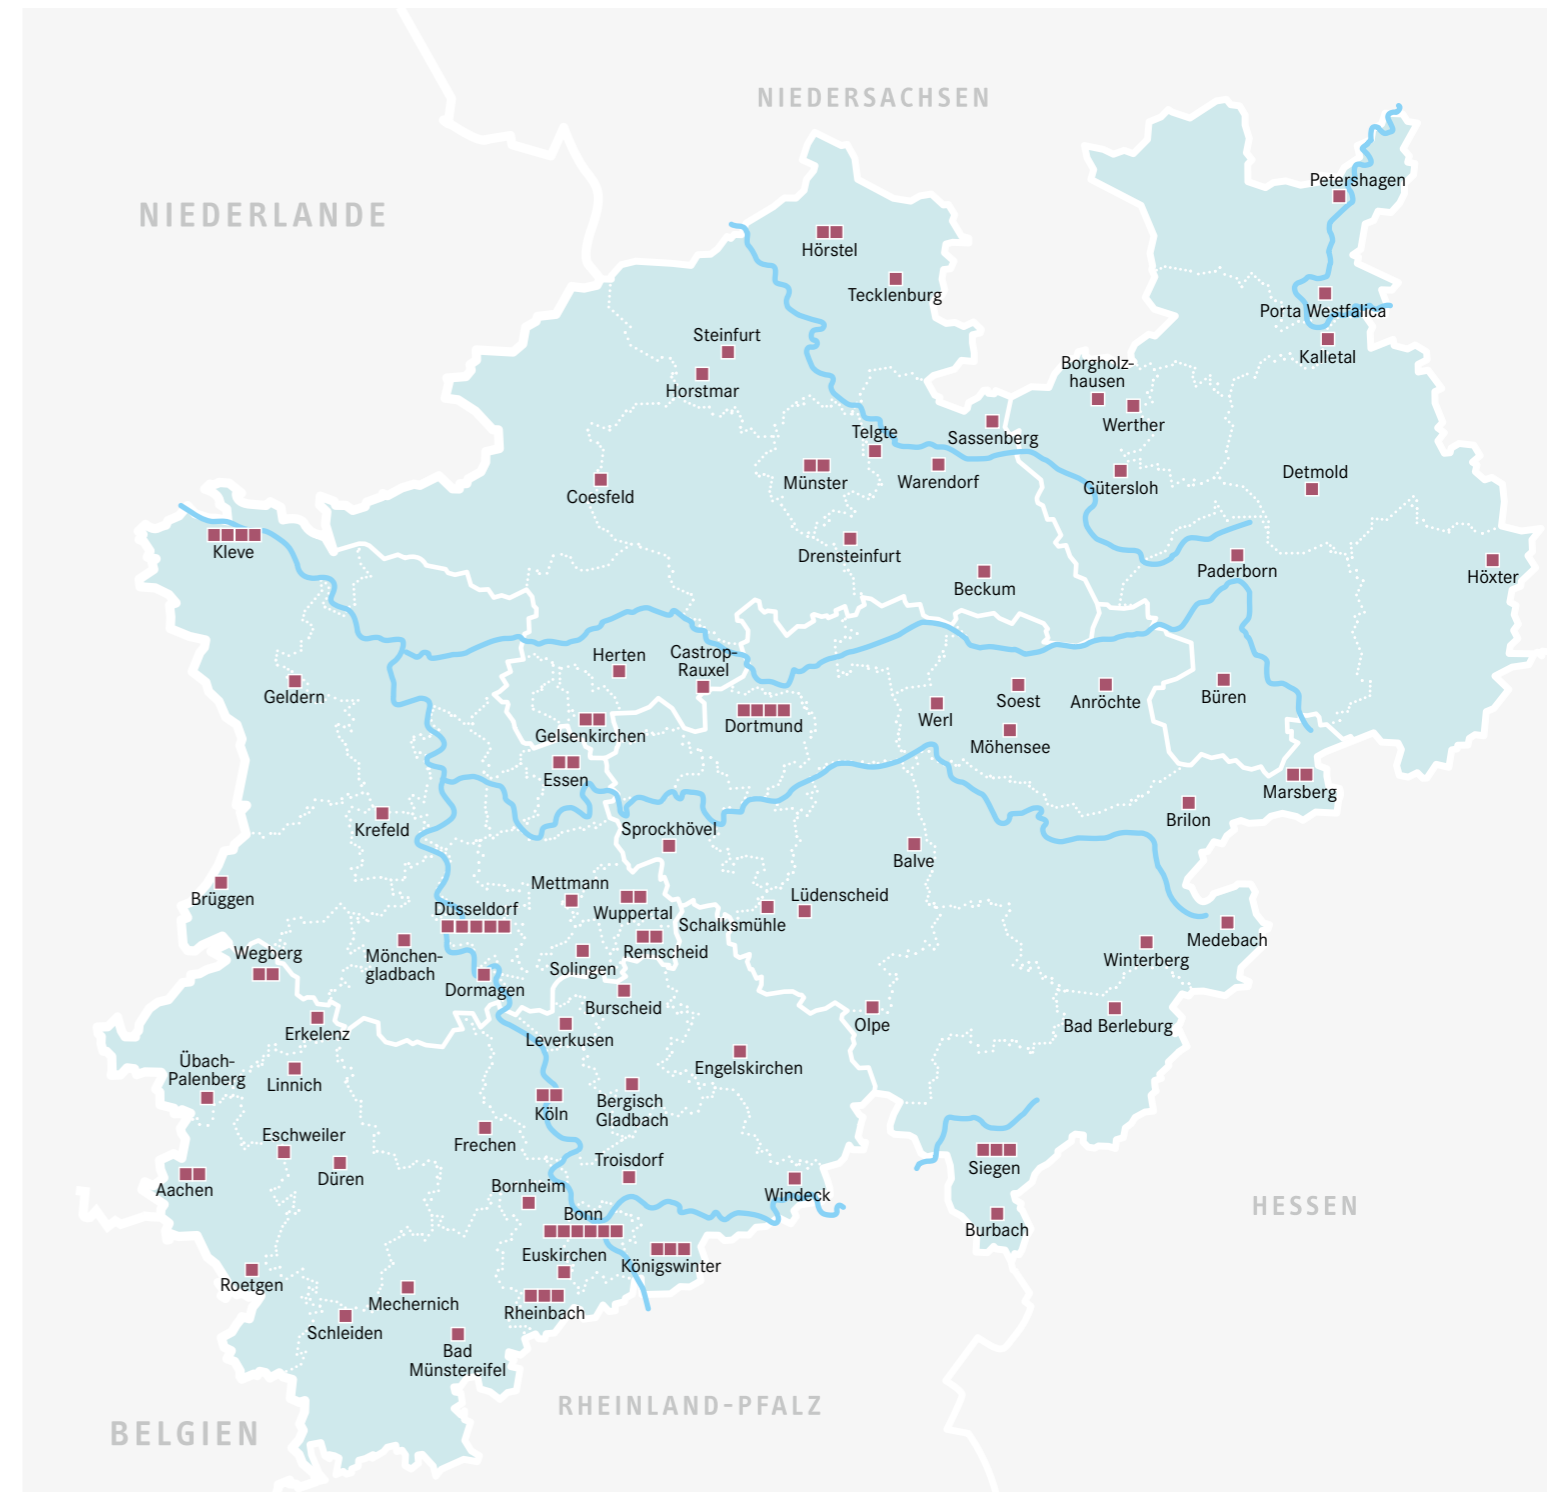 NIEDERSACHSEN
Petershagen
NIEDERLANDE
Hörstel
Tecklenburg
Porta Westfalica
Steinfurt
Kalletal
Borgholz-
hausen
Horstmar
Werther
Telgte
Sassenberg
Detmold
Münster
Warendorf
Gütersloh
Coesfeld
Kleve
Drensteinfurt
Paderborn
Höxter
Beckum
Herten
Castrop-
Rauxel
Geldern
Soest
Anröchte
Büren
Werl
Dortmund
Gelsenkirchen
Möhensee
Essen
Marsberg
Krefeld
Sprockhövel
Brilon
Balve
Mettmann
Lüdenscheid
Brüggen
Düsseldorf
Wuppertal
Schalksmühle
Medebach
Wegberg
Mönchen-
gladbach
Remscheid
Winterberg
Solingen
Dormagen
Burscheid
Olpe
Bad Berleburg
Erkelenz
Leverkusen
Übach-
Palenberg
Engelskirchen
Linnich
Köln
Bergisch
Gladbach
Eschweiler
Frechen
Troisdorf
Siegen
Düren
Aachen
Bornheim
Windeck
HESSEN
Bonn
Burbach
Euskirchen
Königswinter
Roetgen
Mechernich
Rheinbach
Schleiden
Bad
Münstereifel
RHEINLAND-PFALZ
BELGIEN